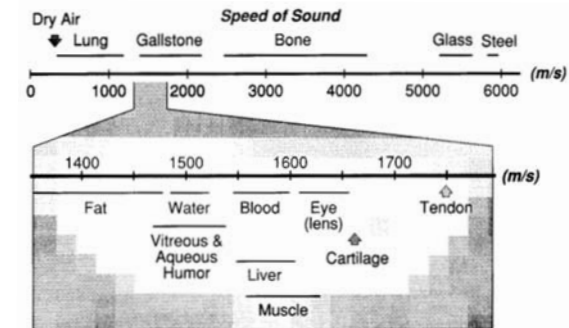 Speed of Sound
Dry Air
Lung Gallstone Bone Glass Steel
(m/s)
0 1000 2000 3000 4000 5000 6000
1400 1500 1600 1700
(m/s)
Fat Water Blood Eye (lens) Tendon
Vitreous &
Aqueous
Humor
Cartilage
Liver
Muscle